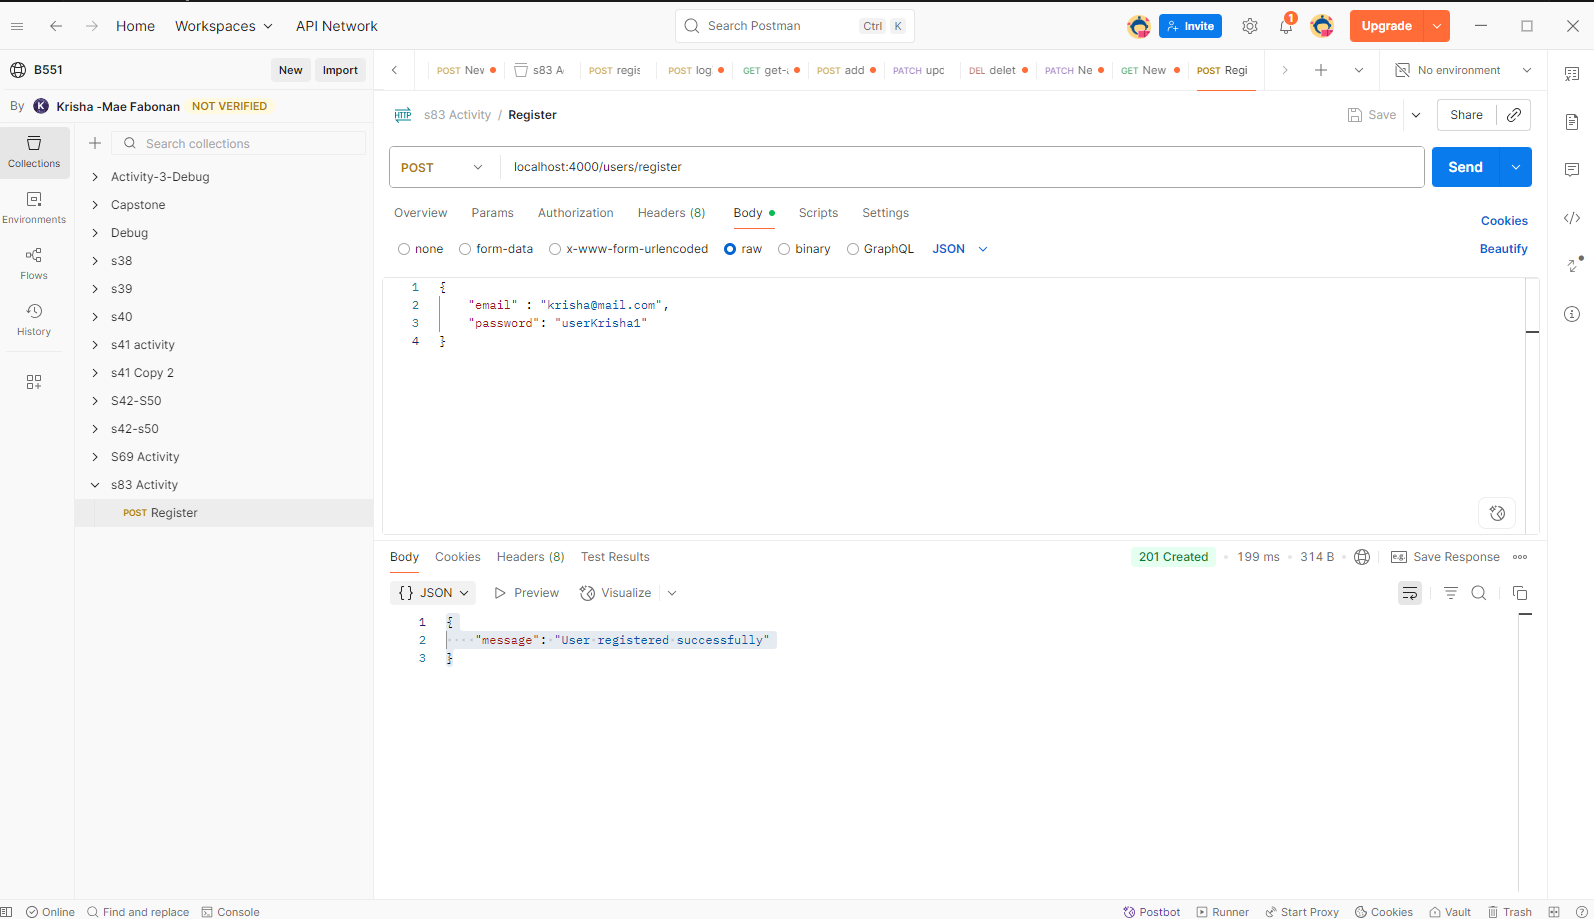 Home Workspaces API Network Search Postman Ctrl K Invite 1 Upgrade
B551 New Import
POST Nev s83 A POST regis POST log GET get- POST add PATCH upc DEL delet PATCH Ne GET New POST Regi No environment
By K Krisha -Mae Fabonan NOT VERIFIED
HTTP s83 Activity / Register Save Share
Collections
Environments
Flows
History
Search collections
Activity-3-Debug
Capstone
Debug
s38
s39
s40
s41 activity
s41 Copy 2
S42-S50
s42-s50
S69 Activity
s83 Activity
POST Register
POST localhost:4000/users/register Send
Overview Params Authorization Headers (8) Body Scripts Settings Cookies
none form-data x-www-form-urlencoded raw binary GraphQL JSON Beautify
1 {
2 "email" : "krisha@mail.com",
3 "password": "userKrisha1"
4 }
Body Cookies Headers (8) Test Results 201 Created 199 ms 314 B e.g. Save Response
{} JSON Preview Visualize
1 {
2 "message": "User registered successfully"
3 }
Online Find and replace Console Postbot Runner Start Proxy Cookies Vault Trash